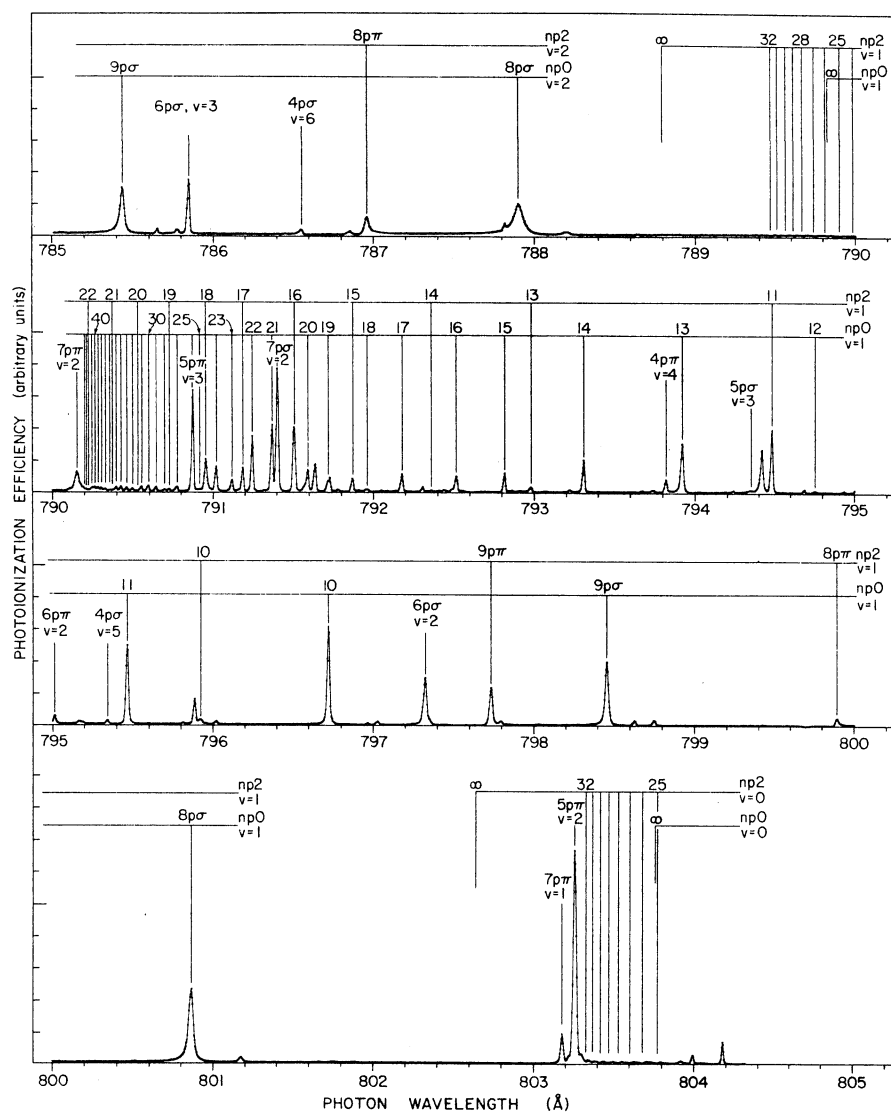 8pπ np2
v=2
9pσ 8pσ np0
v=2
6pσ, v=3 4pσ
v=6
∞ 32 28 25 np2
v=1
∞ np0
v=1
785 786 787 788 789 790
22 21 20 19 18 17 16 15 14 13 11 np2
v=1
40 30 25 23 22 21 20 19 18 17 16 15 14 13 12 np0
v=1
7pπ
v=2
5pπ
v=3
7pσ
v=2
4pπ
v=4
5pσ
v=3
790 791 792 793 794 795
10 9pπ 8pπ np2
v=1
11 10 9pσ np0
v=1
6pπ
v=2
4pσ
v=5
6pσ
v=2
795 796 797 798 799 800
np2
v=1
8pσ np0
v=1
∞ 32 25 np2
v=0
∞ np0
v=0
5pπ
v=2
7pπ
v=1
800 801 802 803 804 805
PHOTON WAVELENGTH (Å)
PHOTOIONIZATION EFFICIENCY (arbitrary units)